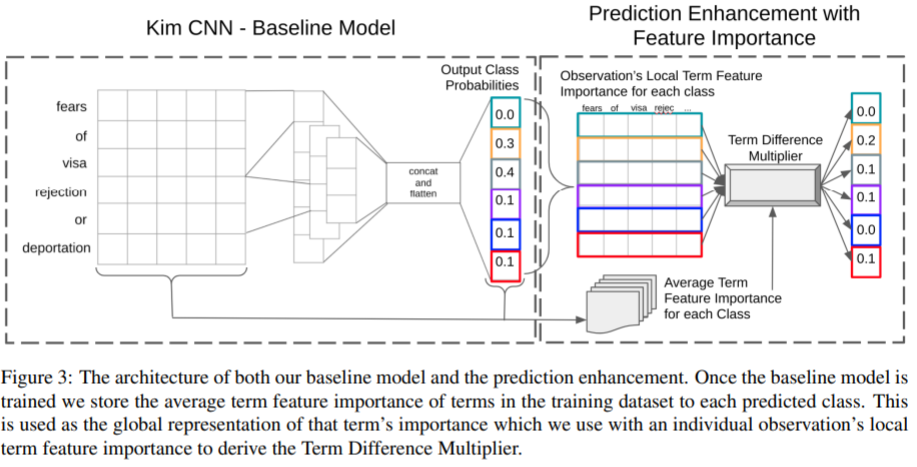 Kim CNN - Baseline Model
Prediction Enhancement with
Feature Importance
fears
of
visa
rejection
or
deportation
concat
and
flatten
Output Class
Probabilities
0.0
0.3
0.4
0.1
0.1
0.1
Observation's Local Term Feature
Importance for each class
fears of visa rejec ...
Term Difference
Multiplier
0.0
0.2
0.1
0.1
0.0
0.1
Average Term
Feature Importance
for each Class
Figure 3: The architecture of both our baseline model and the prediction enhancement. Once the baseline model is
trained we store the average term feature importance of terms in the training dataset to each predicted class. This
is used as the global representation of that term's importance which we use with an individual observation's local
term feature importance to derive the Term Difference Multiplier.